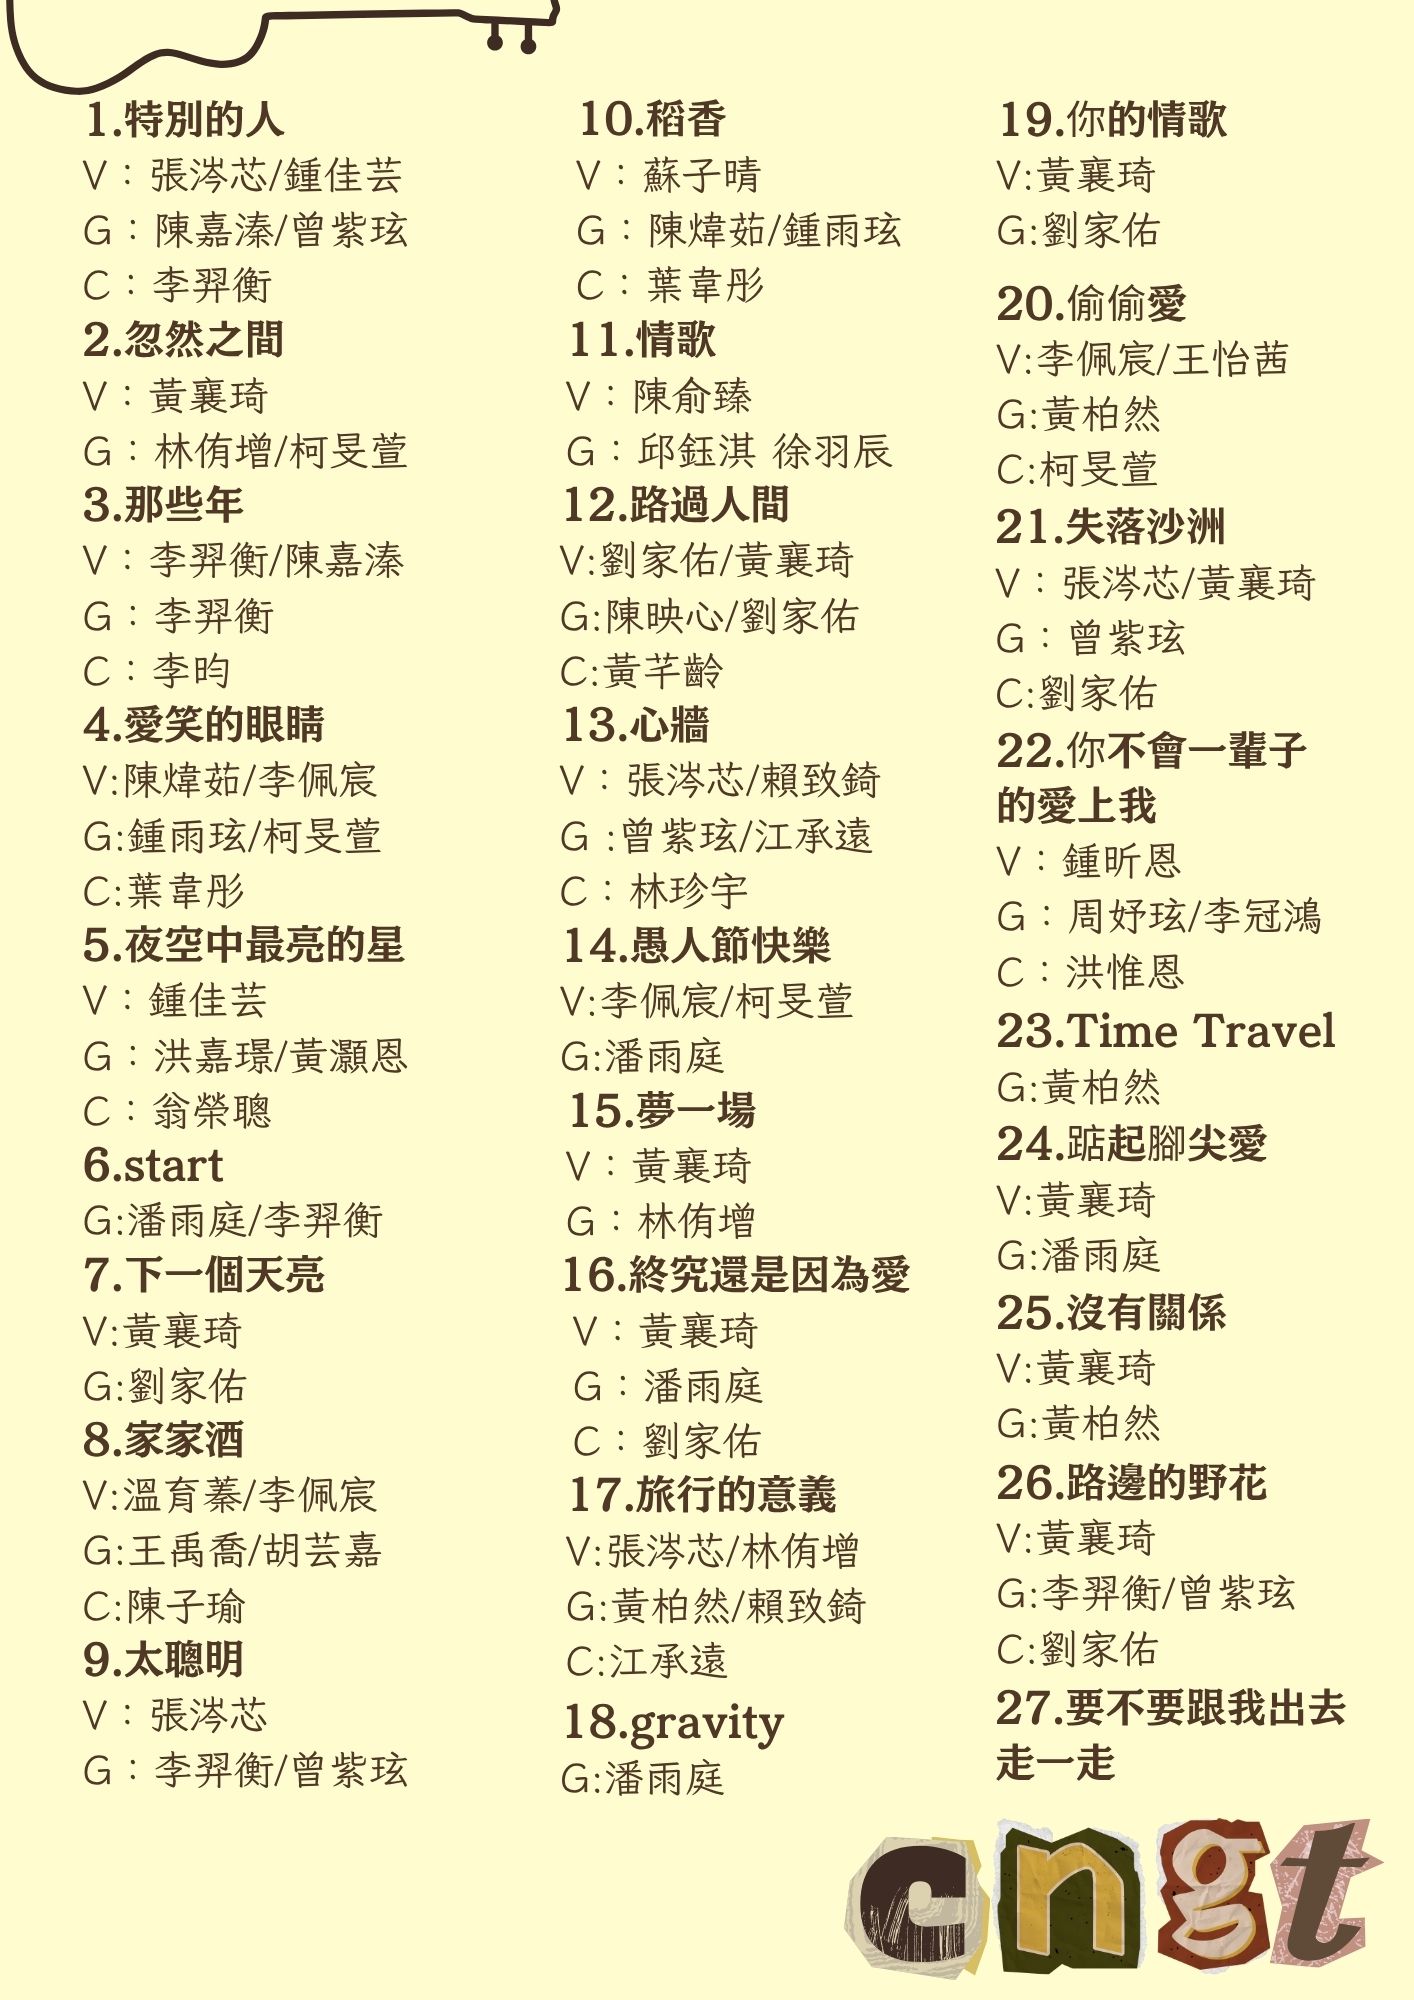 1.特別的人
V：張涔芯/鍾佳芸
G：陳嘉溱/曾紫玹
C：李羿衡
2.忽然之間
V：黃襄琦
G：林侑增/柯旻萱
3.那些年
V：李羿衡/陳嘉溱
G：李羿衡
C：李昀
4.愛笑的眼睛
V:陳煒茹/李佩宸
G:鍾雨玹/柯旻萱
C:葉韋彤
5.夜空中最亮的星
V：鍾佳芸
G：洪嘉璟/黃灝恩
C：翁榮聰
6.start
G:潘雨庭/李羿衡
7.下一個天亮
V:黃襄琦
G:劉家佑
8.家家酒
V:溫育蓁/李佩宸
G:王禹喬/胡芸嘉
C:陳子瑜
9.太聰明
V：張涔芯
G：李羿衡/曾紫玹
10.稻香
V：蘇子晴
G：陳煒茹/鍾雨玹
C：葉韋彤
11.情歌
V：陳俞臻
G：邱鈺淇 徐羽辰
12.路過人間
V:劉家佑/黃襄琦
G:陳映心/劉家佑
C:黃芊齡
13.心牆
V：張涔芯/賴致錡
G :曾紫玹/江承遠
C：林珍宇
14.愚人節快樂
V:李佩宸/柯旻萱
G:潘雨庭
15.夢一場
V：黃襄琦
G：林侑增
16.終究還是因為愛
V：黃襄琦
G：潘雨庭
C：劉家佑
17.旅行的意義
V:張涔芯/林侑增
G:黃柏然/賴致錡
C:江承遠
18.gravity
G:潘雨庭
19.你的情歌
V:黃襄琦
G:劉家佑
20.偷偷愛
V:李佩宸/王怡茜
G:黃柏然
C:柯旻萱
21.失落沙洲
V：張涔芯/黃襄琦
G：曾紫玹
C:劉家佑
22.你不會一輩子
的愛上我
V：鍾昕恩
G：周妤玹/李冠鴻
C：洪惟恩
23.Time Travel
G:黃柏然
24.踮起腳尖愛
V:黃襄琦
G:潘雨庭
25.沒有關係
V:黃襄琦
G:黃柏然
26.路邊的野花
V:黃襄琦
G:李羿衡/曾紫玹
C:劉家佑
27.要不要跟我出去
走一走
cngt